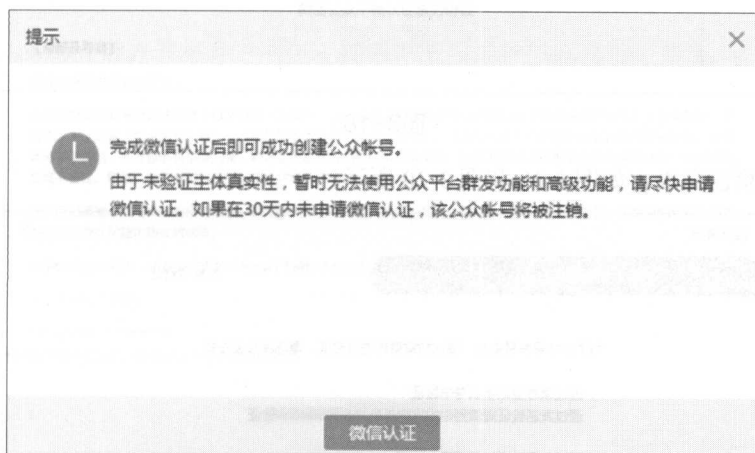 提示
完成微信认证后即可成功创建公众帐号。
由于未验证主体真实性，暂时无法使用公众平台群发功能和高级功能，请尽快申请
微信认证。如果在30天内未申请微信认证，该公众帐号将被注销。
微信认证